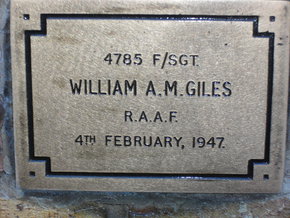 4785 F/SGT.
WILLIAM A.M. GILES
R.A.A.F.
4TH FEBRUARY, 1947.